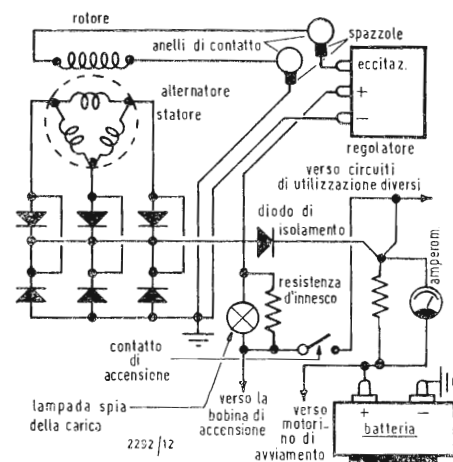 rotore
anelli di contatto
spazzole
eccitaz.
+
−
alternatore
statore
regolatore
verso circuiti
di utilizzazione diversi
diodo di
isolamento
amperom.
resistenza
d'innesco
contatto
di
accensione
lampada spia
della carica
verso la
bobina di
accensione
verso
motori-
no di
avviamento
+ −
batteria
2292/12